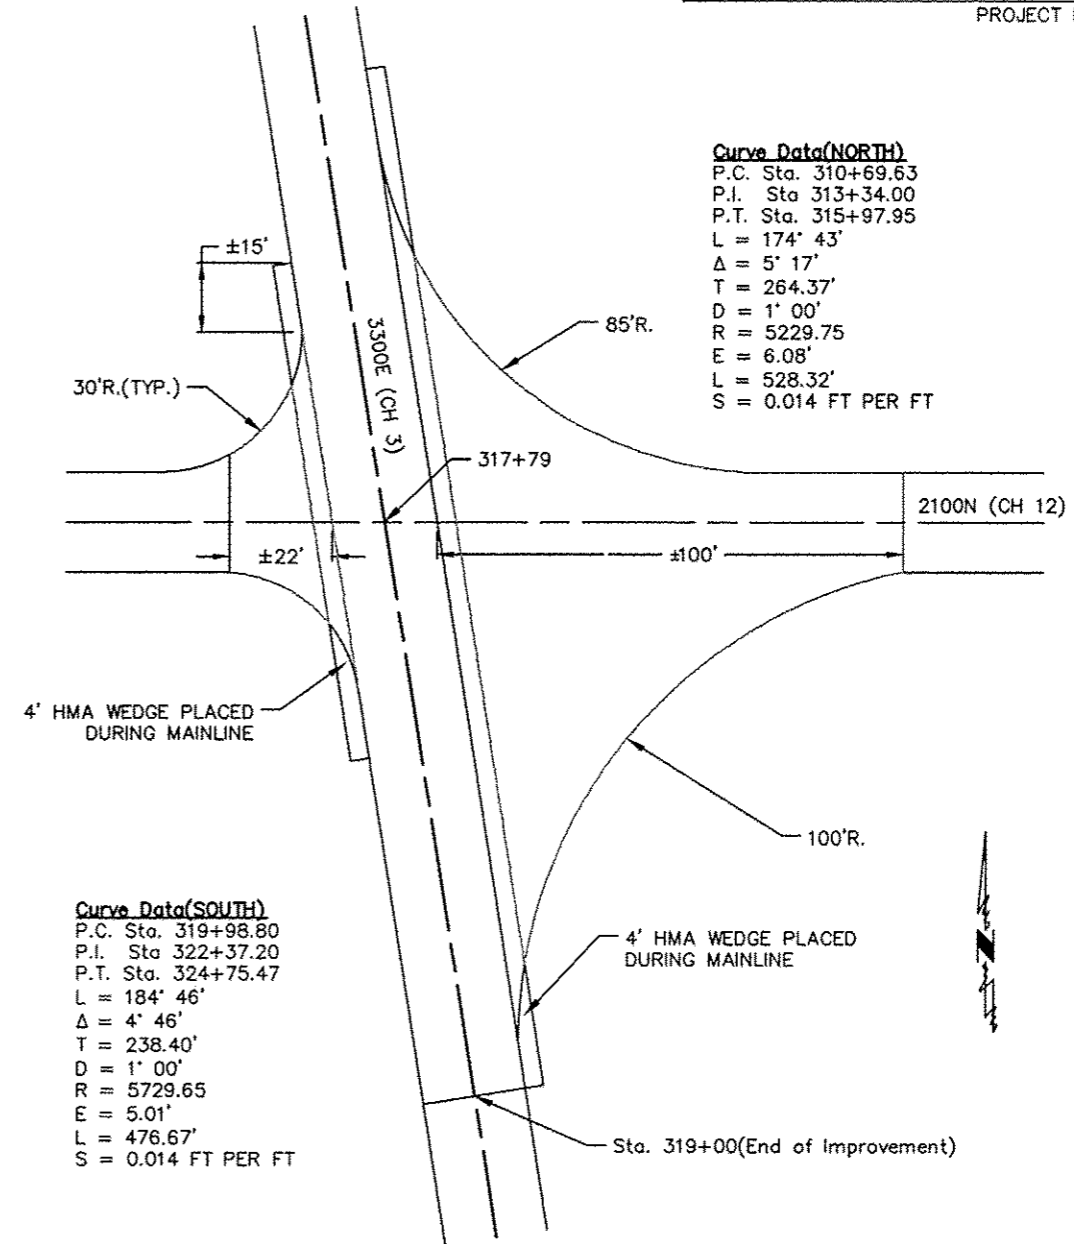 PROJECT
Curve Data(NORTH)
P.C. Sta. 310+69.63
P.I. Sta 313+34.00
P.T. Sta. 315+97.95
L = 174° 43'
Δ = 5° 17'
T = 264.37'
D = 1° 00'
R = 5229.75
E = 6.08'
L = 528.32'
S = 0.014 FT PER FT
±15'
85'R.
3300E (CH 3)
30'R.(TYP.)
317+79
2100N (CH 12)
±22'
±100'
4' HMA WEDGE PLACED
DURING MAINLINE
100'R.
Curve Data(SOUTH)
P.C. Sta. 319+98.80
P.I. Sta 322+37.20
P.T. Sta. 324+75.47
L = 184° 46'
Δ = 4° 46'
T = 238.40'
D = 1° 00'
R = 5729.65
E = 5.01'
L = 476.67'
S = 0.014 FT PER FT
4' HMA WEDGE PLACED
DURING MAINLINE
N
Sta. 319+00(End of Improvement)